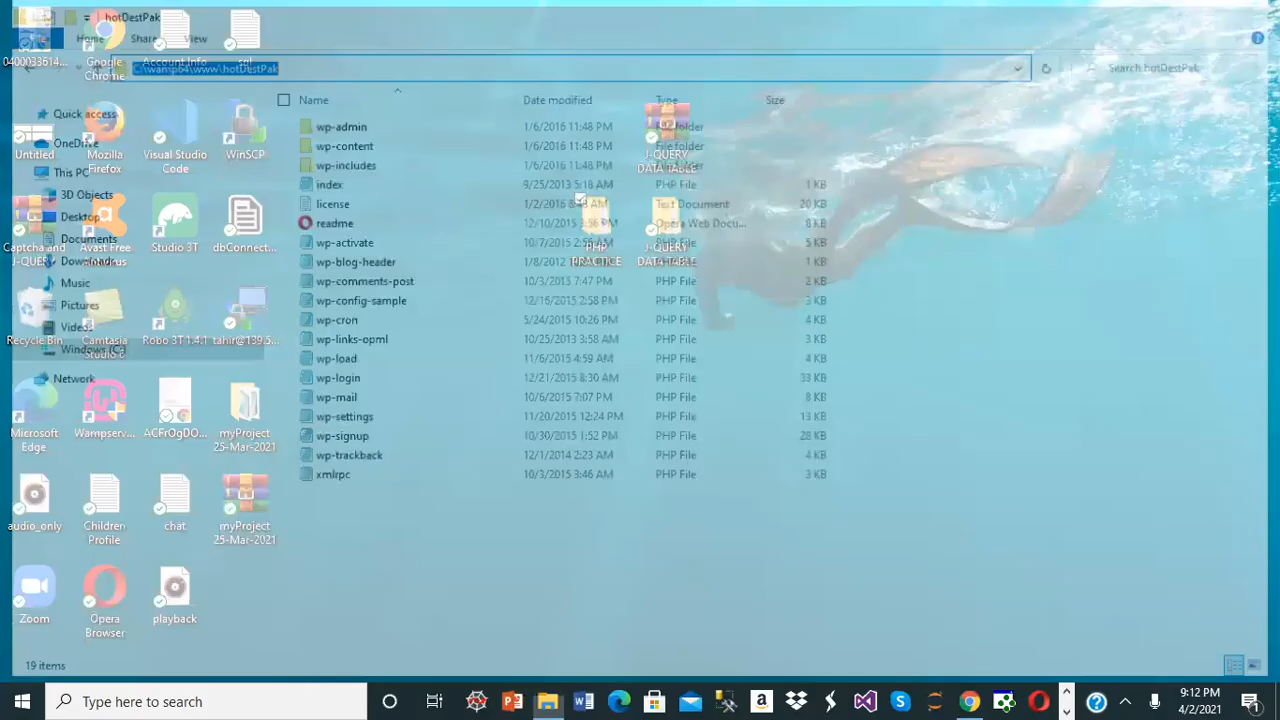 hotDestPak
Home Share View
C:\wamp64\www\hotDestPak
Search hotDestPak
Name Date modified Type Size
Quick access
OneDrive
This PC
3D Objects
Desktop
Documents
Downloads
Music
Pictures
Videos
Windows (C:)
Network
wp-admin 1/6/2016 11:48 PM File folder
wp-content 1/6/2016 11:48 PM File folder
wp-includes 1/6/2016 11:48 PM File folder
index 9/25/2013 5:18 AM PHP File 1 KB
license 1/2/2016 8:43 AM Text Document 20 KB
readme 12/10/2015 3:56 PM Opera Web Docu... 8 KB
wp-activate 10/7/2015 2:56 AM PHP File 5 KB
wp-blog-header 1/8/2012 PHP File 1 KB
wp-comments-post 10/3/2015 7:47 PM PHP File 2 KB
wp-config-sample 12/16/2015 2:58 PM PHP File 3 KB
wp-cron 5/24/2015 10:26 PM PHP File 4 KB
wp-links-opml 10/25/2013 3:58 AM PHP File 3 KB
wp-load 11/6/2015 4:59 AM PHP File 4 KB
wp-login 12/21/2015 8:30 AM PHP File 33 KB
wp-mail 10/6/2015 7:07 PM PHP File 8 KB
wp-settings 11/20/2015 12:24 PM PHP File 13 KB
wp-signup 10/30/2015 1:52 PM PHP File 28 KB
wp-trackback 12/1/2014 2:23 AM PHP File 4 KB
xmlrpc 10/3/2015 3:46 AM PHP File 3 KB
19 items
0400033614...
Google Chrome
Account Info
sql
Untitled
Mozilla Firefox
Visual Studio Code
WinSCP
J-QUERY DATA TABLE
Captcha and J-QUERY
Avast Free Antivirus
Studio 3T
dbConnect...
PHP PRACTICE
J-QUERY DATA TABLE
Recycle Bin
Camtasia Studio 8
Robo 3T 1.4.1
tahir@139.5...
Microsoft Edge
Wampserv...
ACFrOgDO...
myProject 25-Mar-2021
audio_only
Children Profile
chat
myProject 25-Mar-2021
Zoom
Opera Browser
playback
Type here to search
9:12 PM
4/2/2021